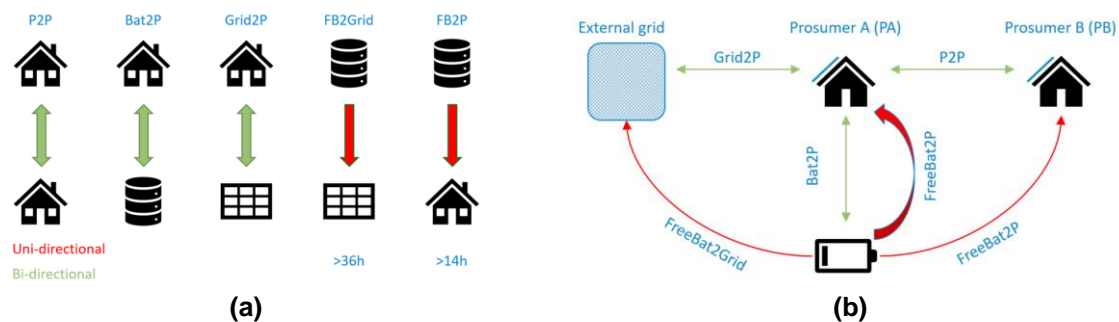 P2P Bat2P Grid2P FB2Grid FB2P
Uni-directional
Bi-directional
>36h >14h
(a)
External grid Prosumer A (PA) Prosumer B (PB)
Grid2P P2P
Bat2P
FreeBat2P
FreeBat2Grid
FreeBat2P
(b)